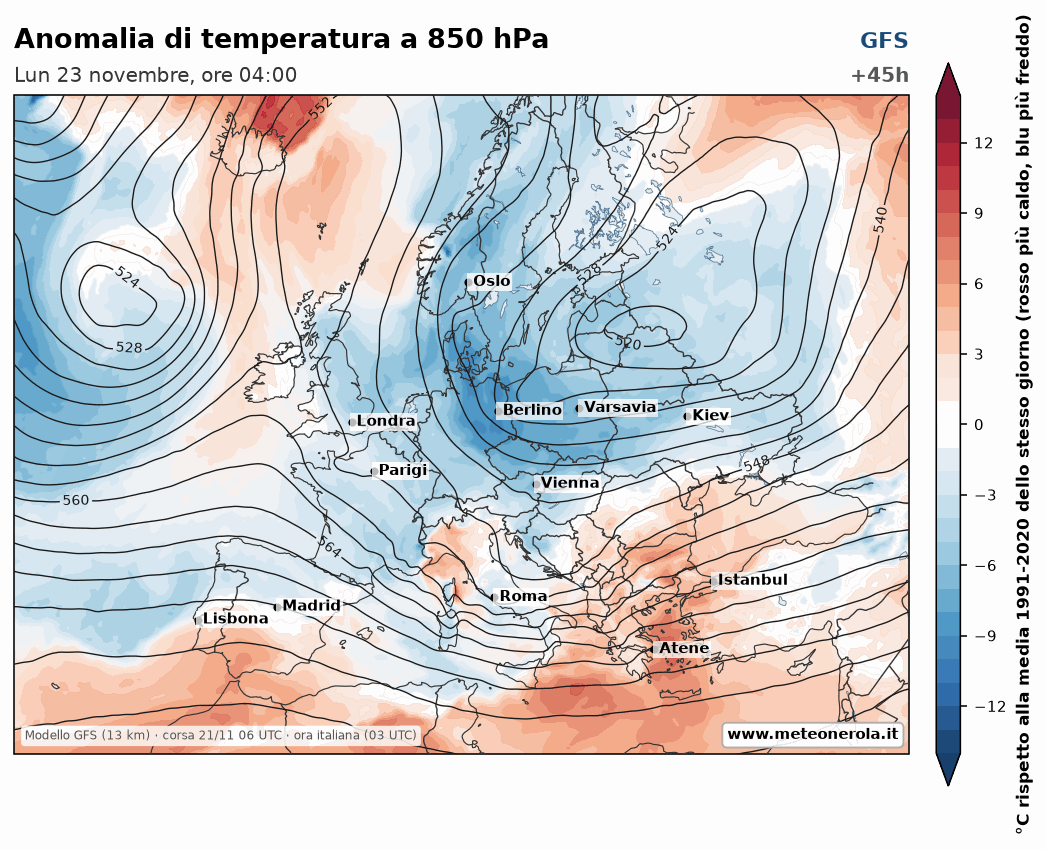 Anomalia di temperatura a 850 hPa
GFS
Lun 23 novembre, ore 04:00
+45h
552
540
524
524
528
528
520
Oslo
Berlino
Varsavia
Kiev
Londra
Parigi
Vienna
548
560
564
Istanbul
Roma
Madrid
Lisbona
Atene
Modello GFS (13 km) · corsa 21/11 06 UTC · ora italiana (03 UTC)
www.meteonerola.it
12
9
6
3
0
−3
−6
−9
−12
°C rispetto alla media 1991-2020 dello stesso giorno (rosso più caldo, blu più freddo)